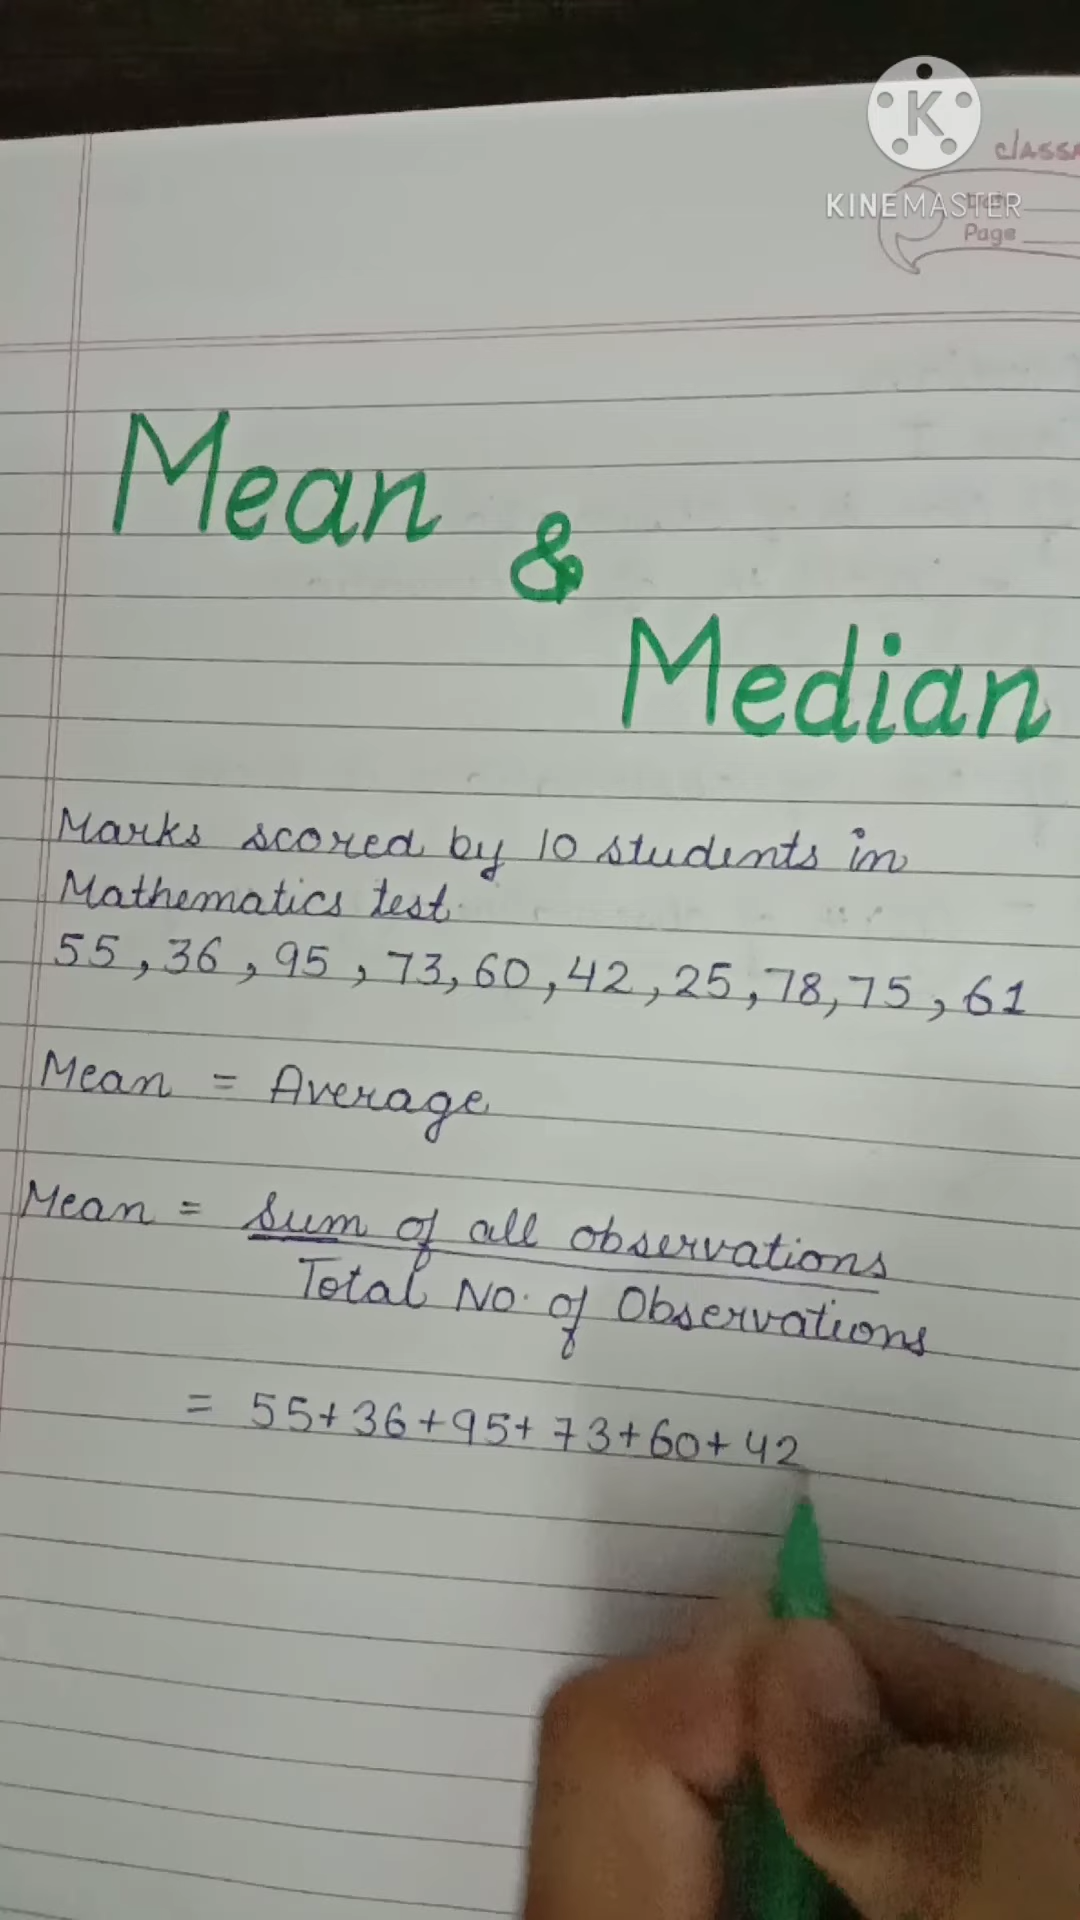 K
CLASSM
KINEMASTER
Page
Mean
&
Median
Marks scored by 10 students in
Mathematics test.
55, 36, 95, 73, 60, 42, 25, 78, 75, 61
Mean = Average
Mean = Sum of all observations
Total No. of Observations
= 55+36+95+73+60+42